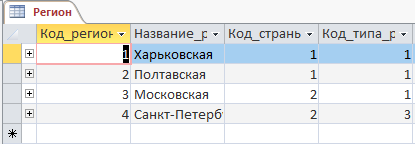 Регион
Код_регион Название_р Код_страны Код_типа_р
1 Харьковская 1 1
2 Полтавская 1 1
3 Московская 2 1
4 Санкт-Петерб 2 3